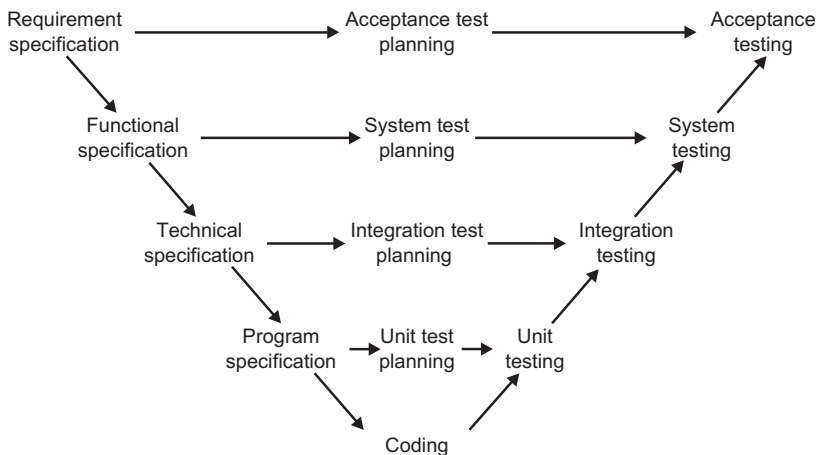 Requirement
specification
Acceptance test
planning
Acceptance
testing
Functional
specification
System test
planning
System
testing
Technical
specification
Integration test
planning
Integration
testing
Program
specification
Unit test
planning
Unit
testing
Coding